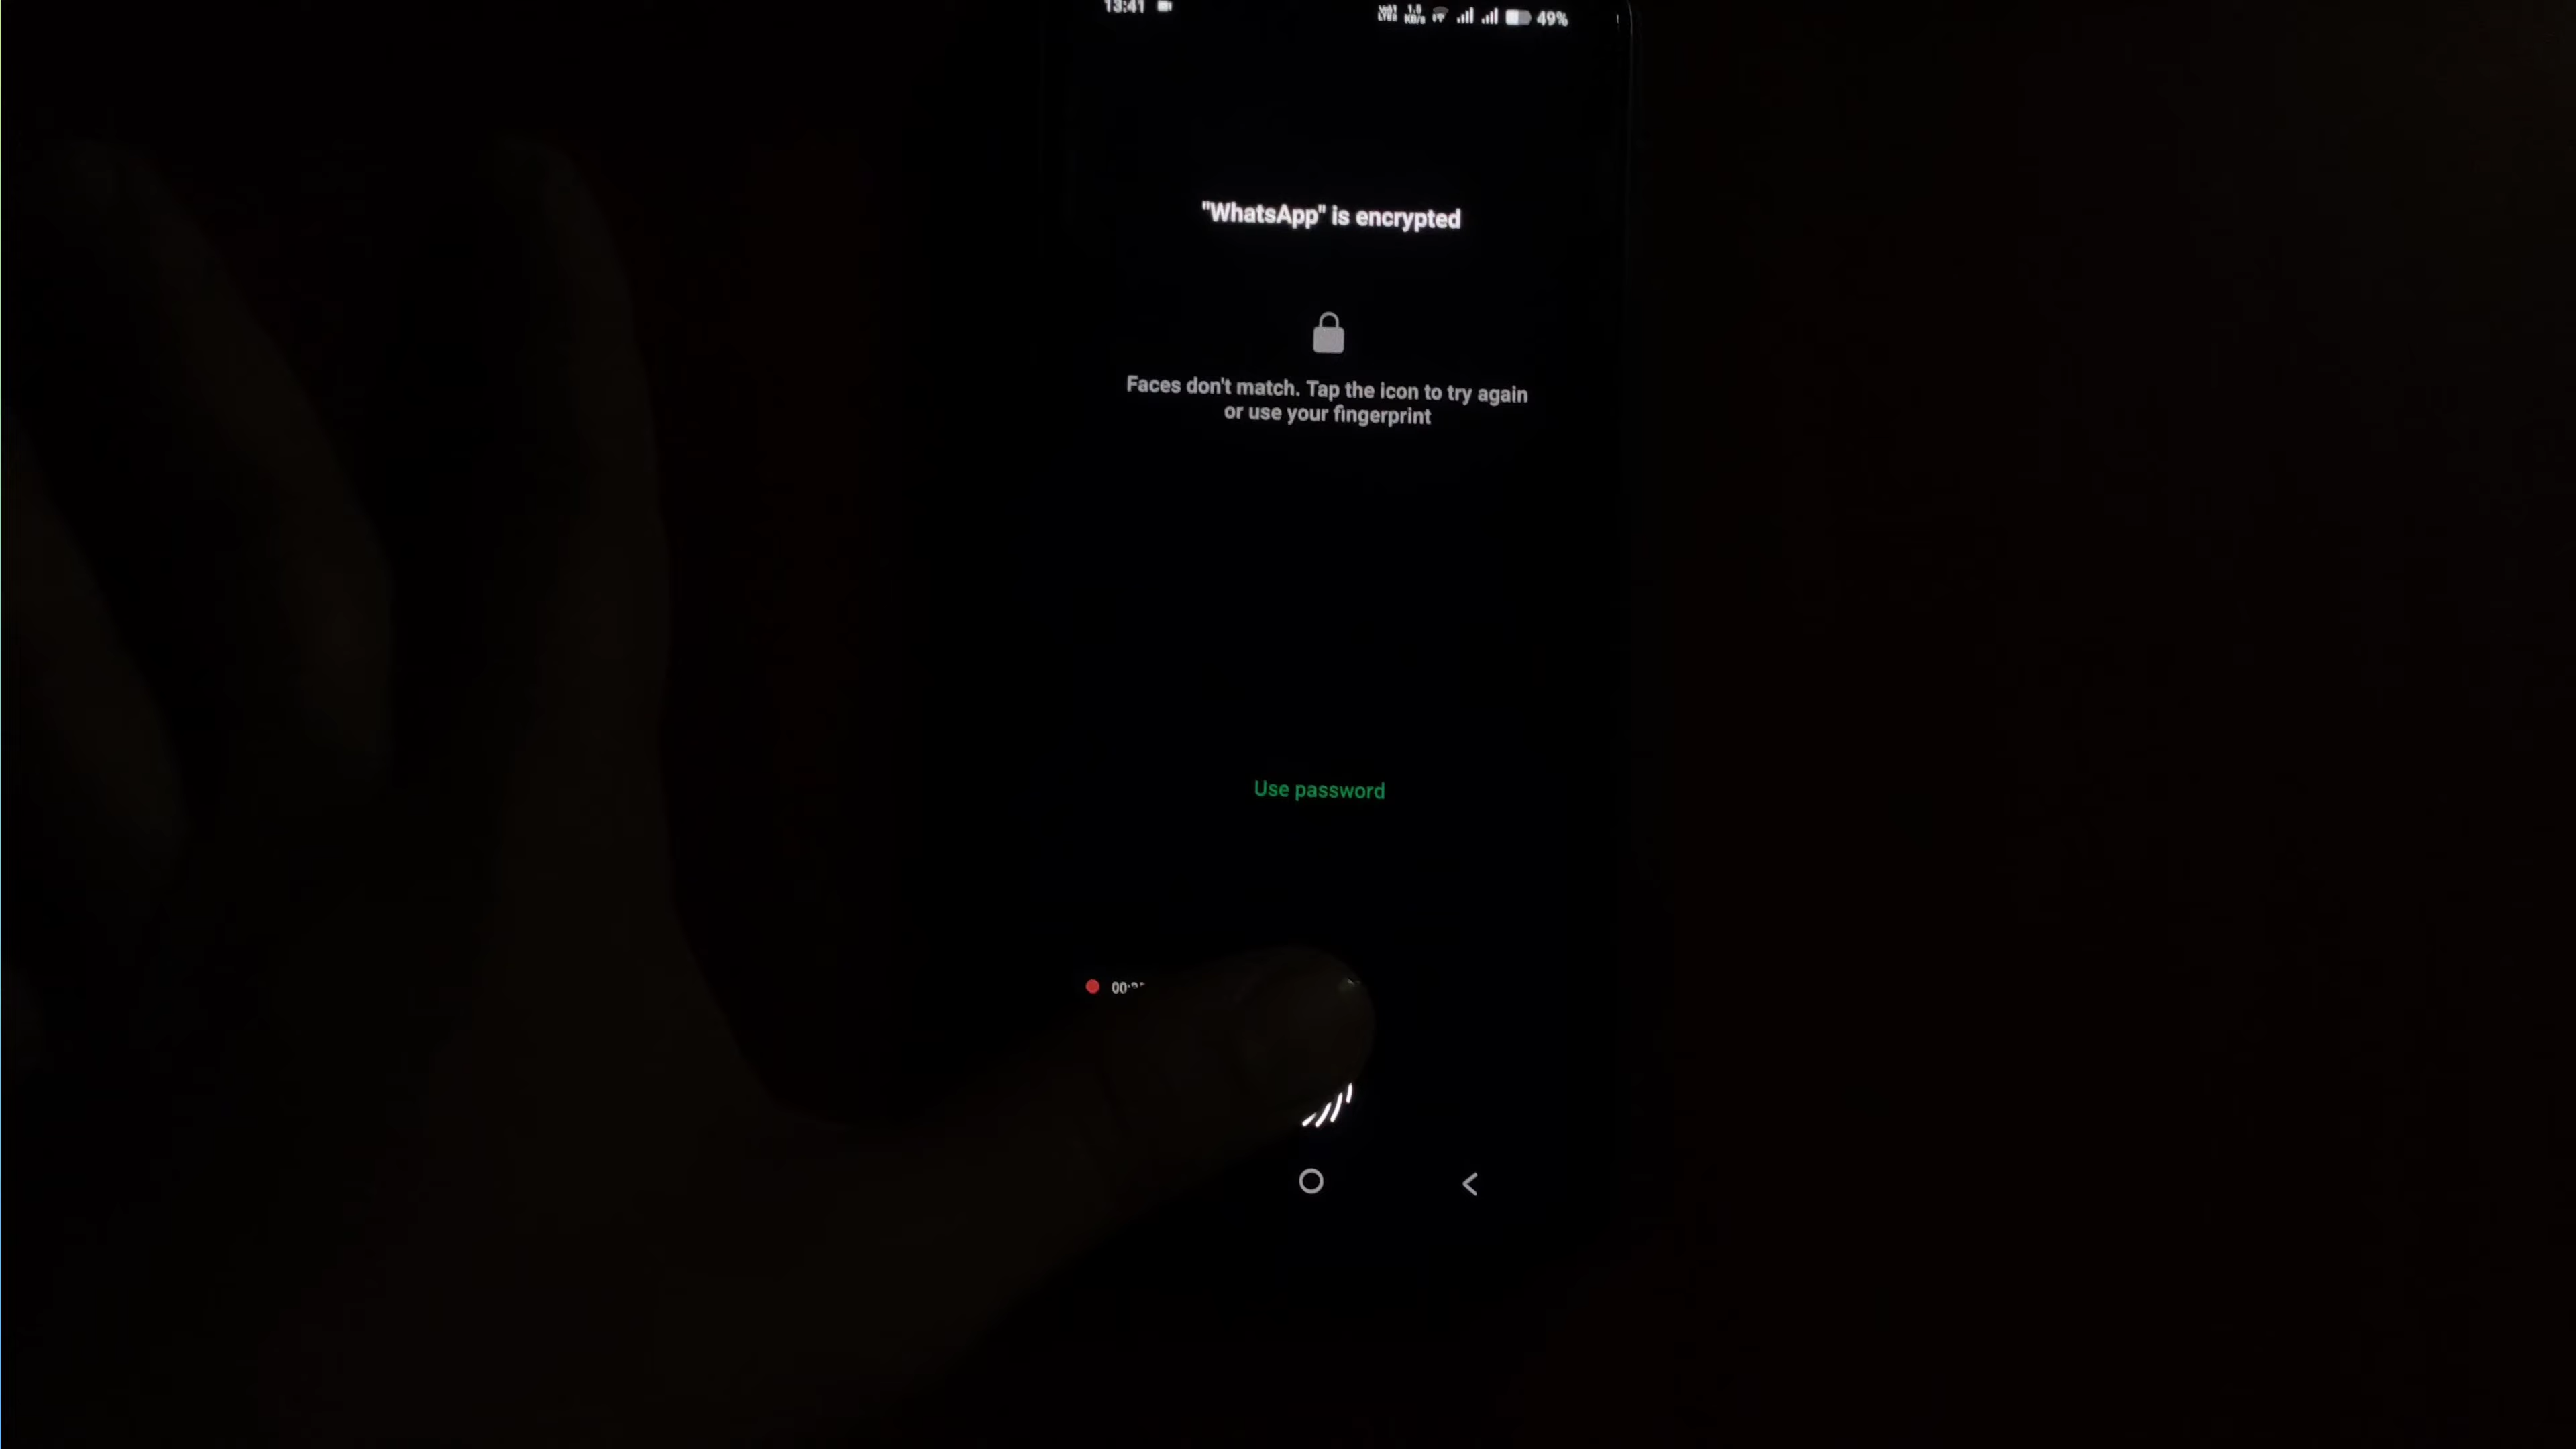 13:41
49%
"WhatsApp" is encrypted
Faces don't match. Tap the icon to try again
or use your fingerprint
Use password